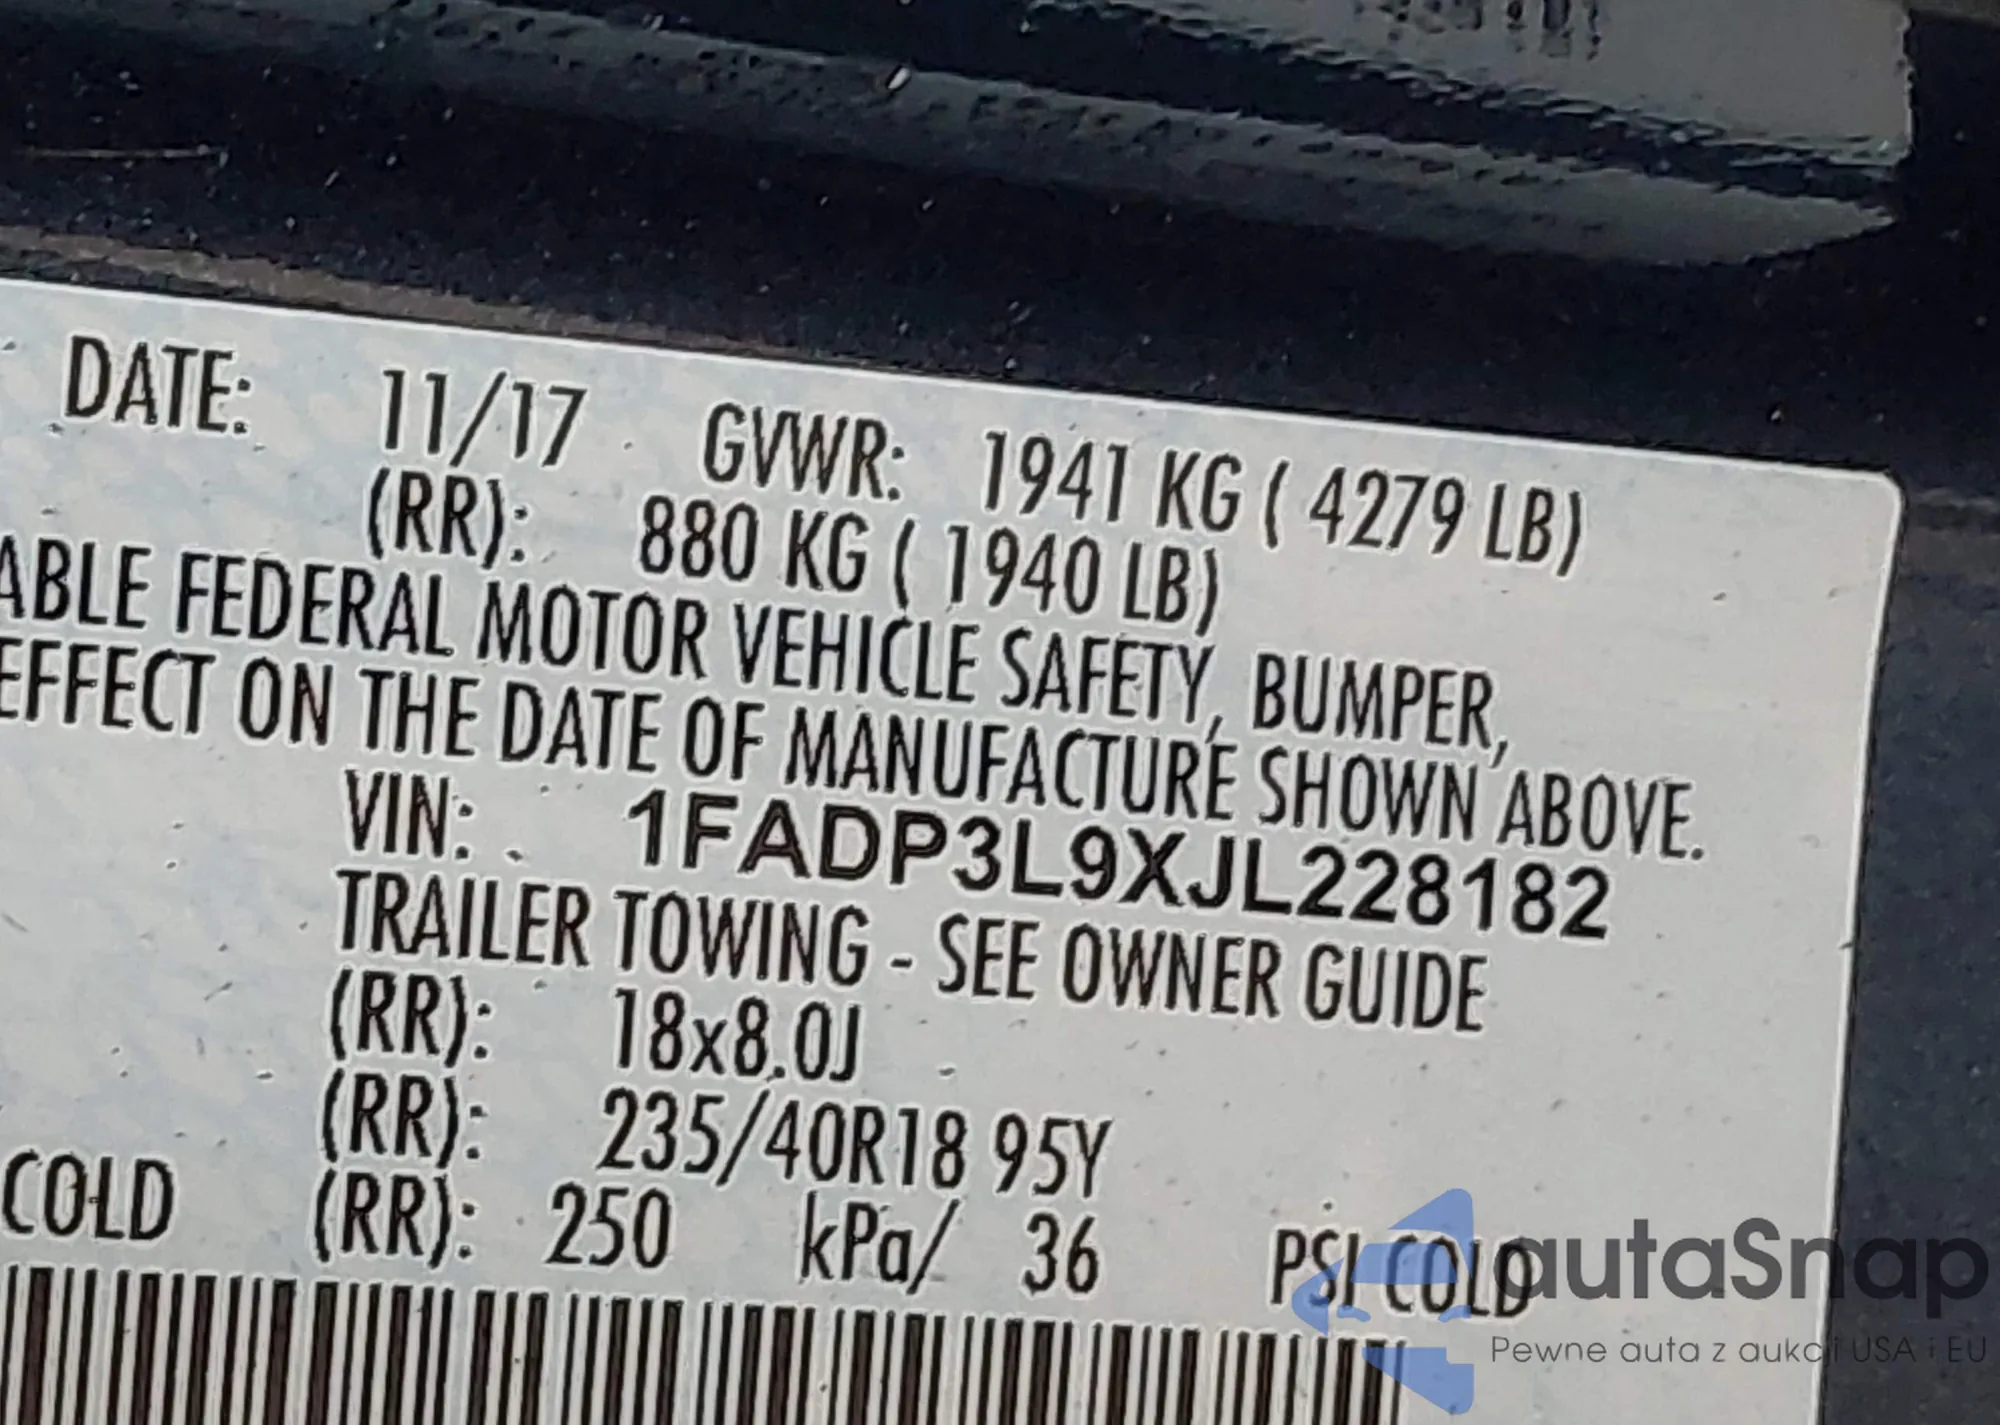 DATE: 11/17 GVWR: 1941 KG ( 4279 LB)
(RR): 880 KG ( 1940 LB)
ABLE FEDERAL MOTOR VEHICLE SAFETY, BUMPER,
EFFECT ON THE DATE OF MANUFACTURE SHOWN ABOVE.
VIN: 1FADP3L9XJL228182
TRAILER TOWING - SEE OWNER GUIDE
(RR): 18x8.0J
(RR): 235/40R18 95Y
COLD (RR): 250 kPa/ 36 PSI COLD
autaSnap
Pewne auta z aukcji USA i EU